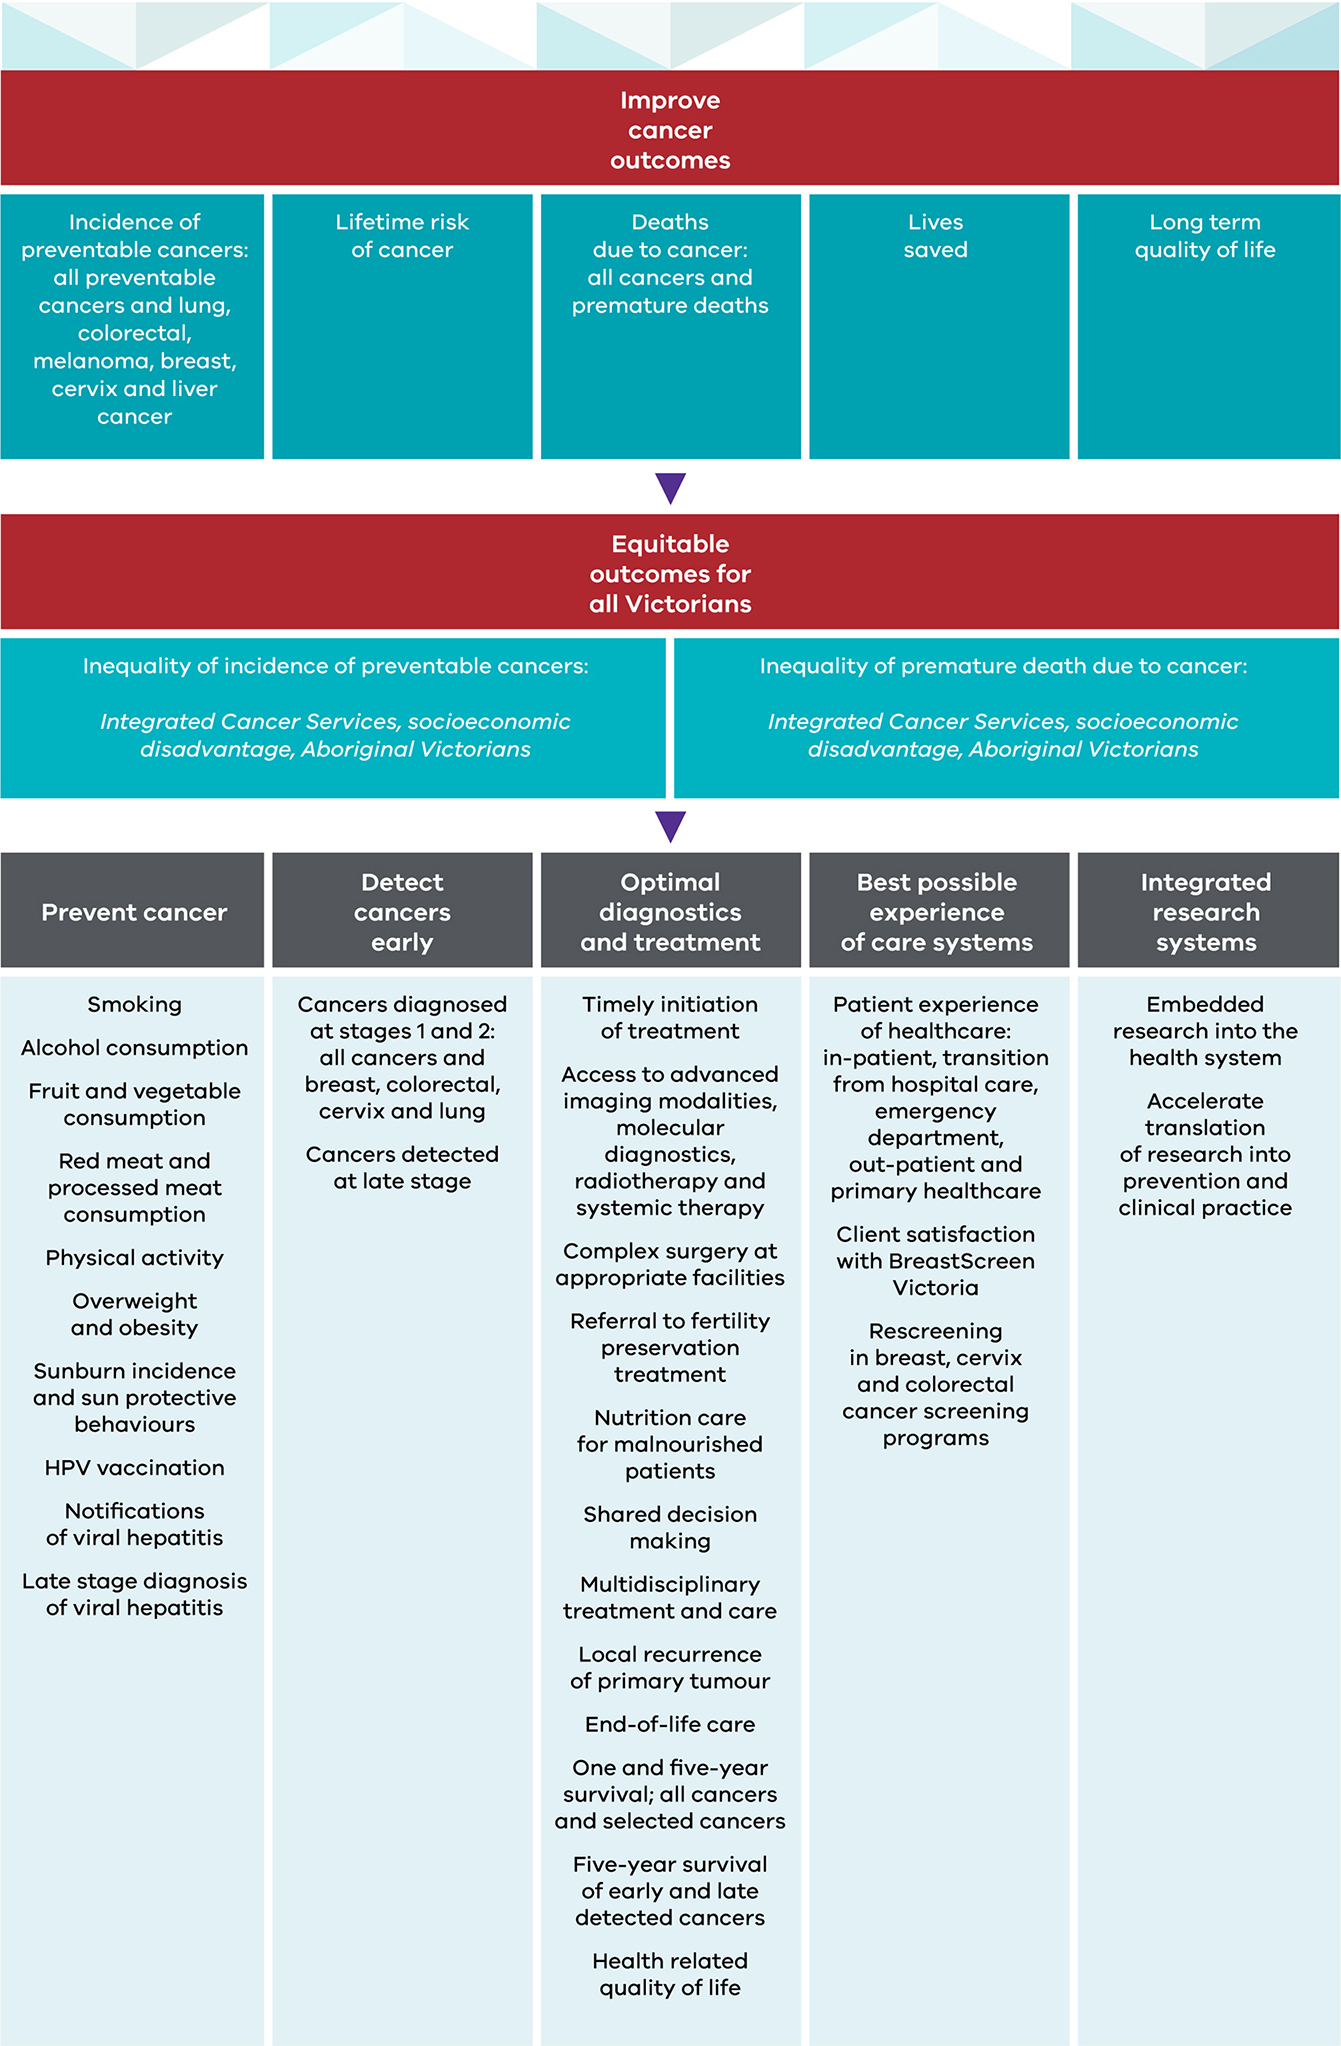 Improve
cancer
outcomes
Incidence of
preventable cancers:
all preventable
cancers and lung,
colorectal,
melanoma, breast,
cervix and liver
cancer
Lifetime risk
of cancer
Deaths
due to cancer:
all cancers and
premature deaths
Lives
saved
Long term
quality of life
Equitable
outcomes for
all Victorians
Inequality of incidence of preventable cancers:
Integrated Cancer Services, socioeconomic
disadvantage, Aboriginal Victorians
Inequality of premature death due to cancer:
Integrated Cancer Services, socioeconomic
disadvantage, Aboriginal Victorians
Prevent cancer
Smoking
Alcohol consumption
Fruit and vegetable
consumption
Red meat and
processed meat
consumption
Physical activity
Overweight
and obesity
Sunburn incidence
and sun protective
behaviours
HPV vaccination
Notifications
of viral hepatitis
Late stage diagnosis
of viral hepatitis
Detect
cancers
early
Cancers diagnosed
at stages 1 and 2:
all cancers and
breast, colorectal,
cervix and lung
Cancers detected
at late stage
Optimal
diagnostics
and treatment
Timely initiation
of treatment
Access to advanced
imaging modalities,
molecular
diagnostics,
radiotherapy and
systemic therapy
Complex surgery at
appropriate facilities
Referral to fertility
preservation
treatment
Nutrition care
for malnourished
patients
Shared decision
making
Multidisciplinary
treatment and care
Local recurrence
of primary tumour
End-of-life care
One and five-year
survival; all cancers
and selected cancers
Five-year survival
of early and late
detected cancers
Health related
quality of life
Best possible
experience
of care systems
Patient experience
of healthcare:
in-patient, transition
from hospital care,
emergency
department,
out-patient and
primary healthcare
Client satisfaction
with BreastScreen
Victoria
Rescreening
in breast, cervix
and colorectal
cancer screening
programs
Integrated
research
systems
Embedded
research into the
health system
Accelerate
translation
of research into
prevention and
clinical practice